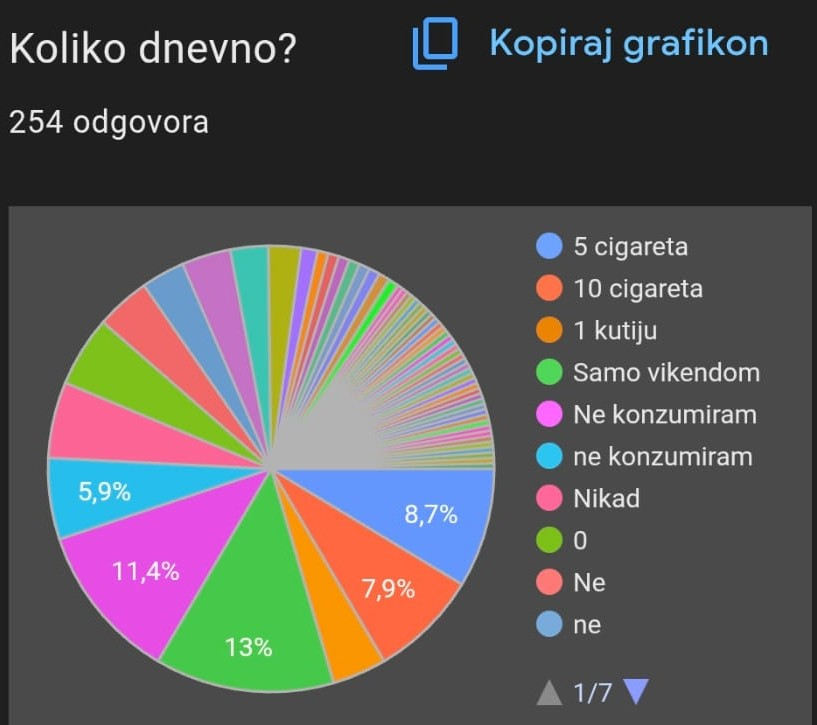 Koliko dnevno?
Kopiraj grafikon
254 odgovora
5 cigareta
10 cigareta
1 kutiju
Samo vikendom
Ne konzumiram
ne konzumiram
Nikad
0
Ne
ne
1/7
5,9%
8,7%
11,4%
7,9%
13%